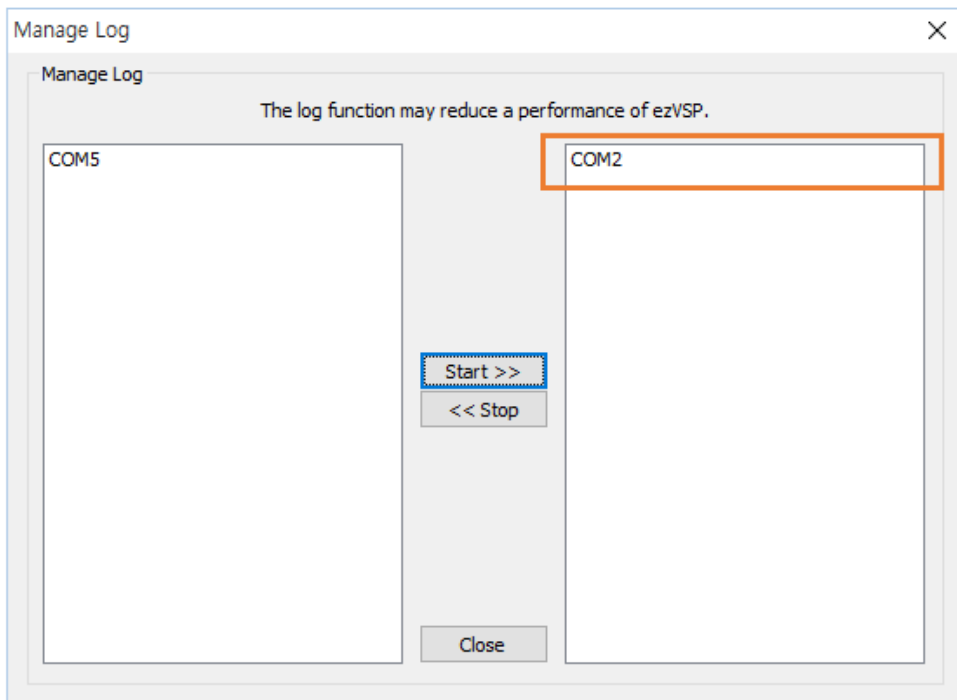 Manage Log
Manage Log
The log function may reduce a performance of ezVSP.
COM5
COM2
Start >>
<< Stop
Close